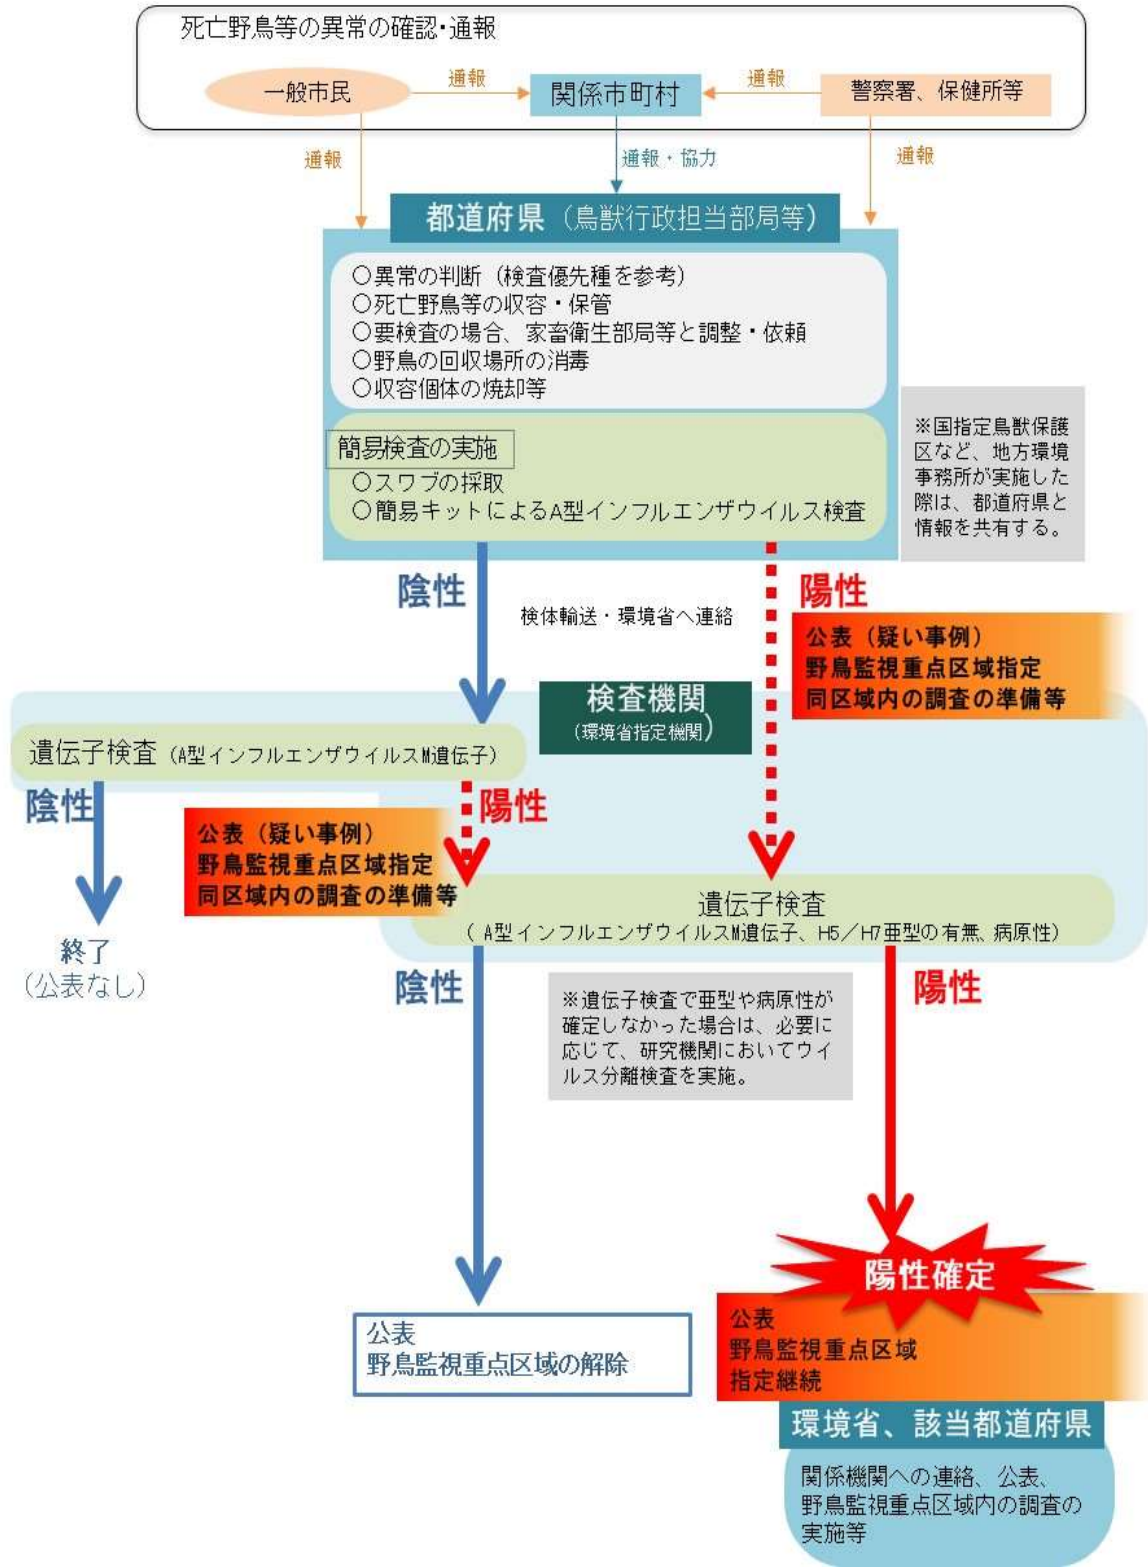 死亡野鳥等の異常の確認・通報
一般市民
通報
関係市町村
通報
警察署、保健所等
通報
通報・協力
通報
都道府県（鳥獣行政担当部局等）
○異常の判断（検査優先種を参考）
○死亡野鳥等の収容・保管
○要検査の場合、家畜衛生部局等と調整・依頼
○野鳥の回収場所の消毒
○収容個体の焼却等
簡易検査の実施
○スワブの採取
○簡易キットによるA型インフルエンザウイルス検査
※国指定鳥獣保護
区など、地方環境
事務所が実施した
際は、都道府県と
情報を共有する。
陰性
検体輸送・環境省へ連絡
陽性
公表（疑い事例）
野鳥監視重点区域指定
同区域内の調査の準備等
検査機関
（環境省指定機関）
遺伝子検査（A型インフルエンザウイルスM遺伝子）
陰性
陽性
公表（疑い事例）
野鳥監視重点区域指定
同区域内の調査の準備等
終了
（公表なし）
遺伝子検査
（A型インフルエンザウイルスM遺伝子、H5／H7亜型の有無、病原性）
陰性
陽性
※遺伝子検査で亜型や病原性が
確定しなかった場合は、必要に
応じて、研究機関においてウイ
ルス分離検査を実施。
公表
野鳥監視重点区域の解除
陽性確定
公表
野鳥監視重点区域
指定継続
環境省、該当都道府県
関係機関への連絡、公表、
野鳥監視重点区域内の調査の
実施等